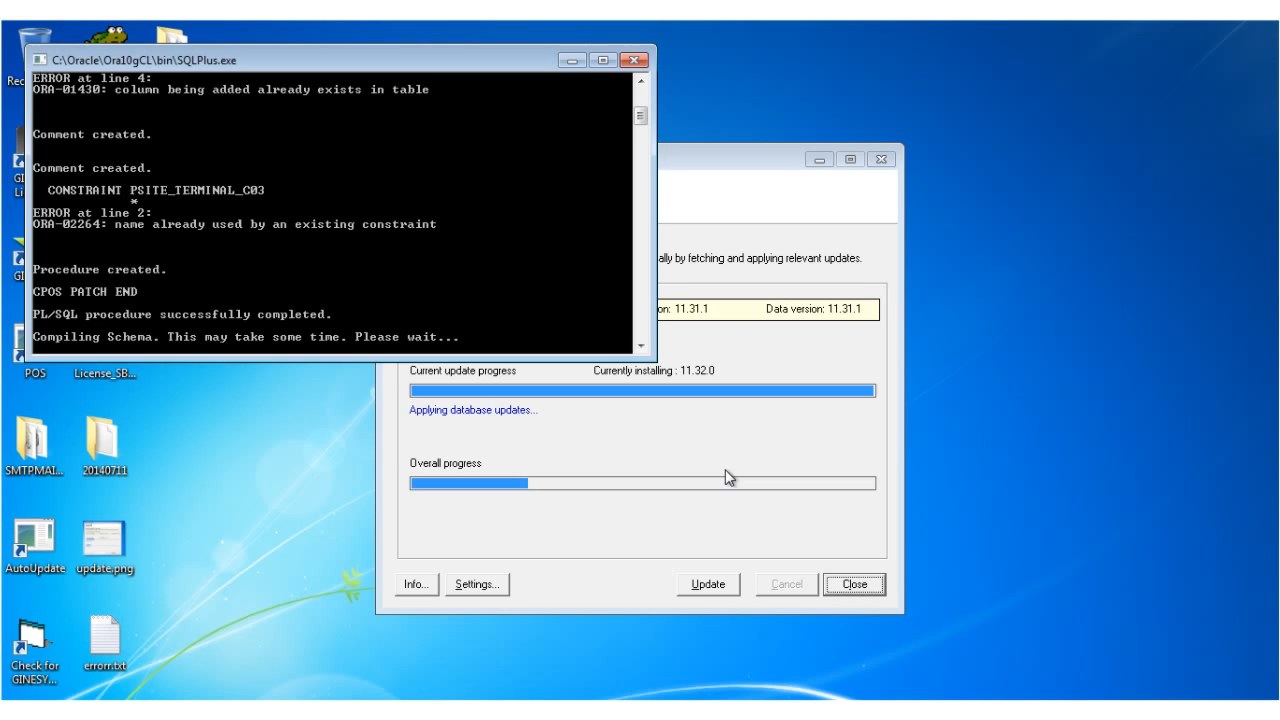 C:\Oracle\Ora10gCL\bin\SQLPlus.exe
ERROR at line 4:
ORA-01430: column being added already exists in table
Comment created.
Comment created.
CONSTRAINT PSITE_TERMINAL_C03
*
ERROR at line 2:
ORA-02264: name already used by an existing constraint
Procedure created.
CPOS PATCH END
PL/SQL procedure successfully completed.
Compiling Schema. This may take some time. Please wait...
ally by fetching and applying relevant updates.
on: 11.31.1 Data version: 11.31.1
Current update progress Currently installing : 11.32.0
Applying database updates...
Overall progress
Info... Settings... Update Cancel Close
Rec
GI
Li
GI
POS License_SB...
SMTPMAI... 20140711
AutoUpdate update.png
Check for GINESY... errorr.txt